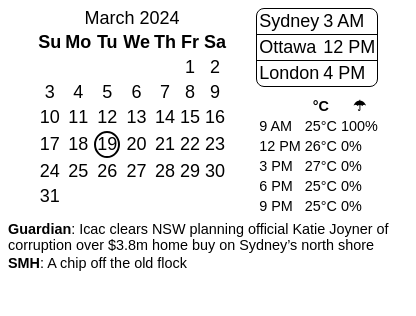 March 2024
Su Mo Tu We Th Fr Sa
1 2
3 4 5 6 7 8 9
10 11 12 13 14 15 16
17 18 19 20 21 22 23
24 25 26 27 28 29 30
31
Sydney 3 AM
Ottawa 12 PM
London 4 PM
°C ☂
9 AM 25°C 100%
12 PM 26°C 0%
3 PM 27°C 0%
6 PM 25°C 0%
9 PM 25°C 0%
Guardian: Icac clears NSW planning official Katie Joyner of
corruption over $3.8m home buy on Sydney’s north shore
SMH: A chip off the old flock